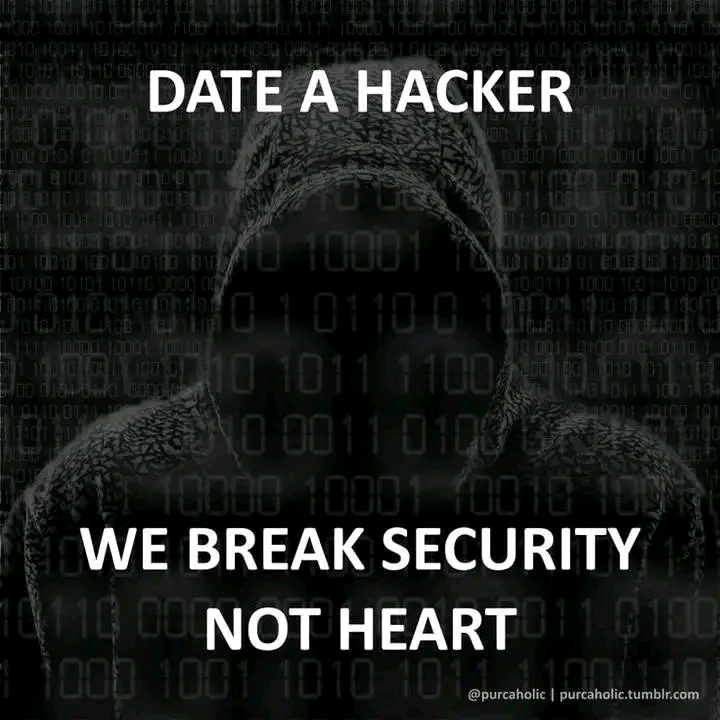 DATE A HACKER
WE BREAK SECURITY
NOT HEART
@purcaholic | purcaholic.tumblr.com